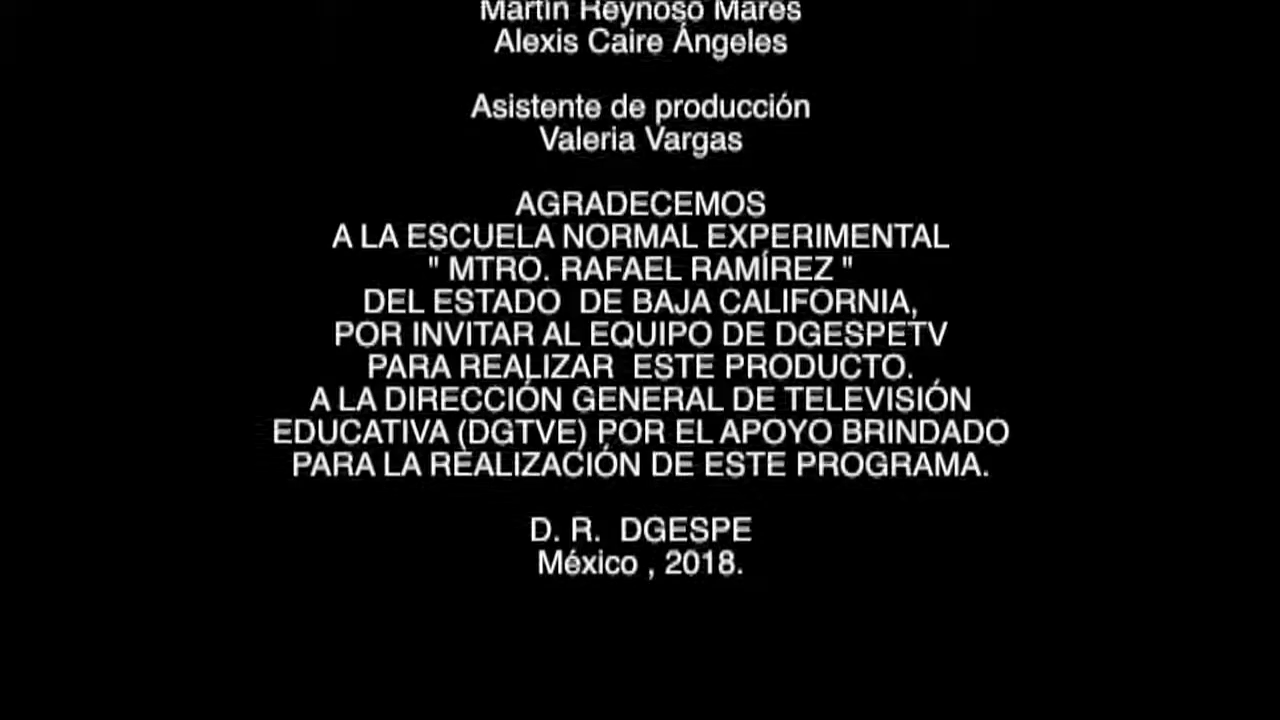 Martín Reynoso Mares
Alexis Caire Ángeles
Asistente de producción
Valeria Vargas
AGRADECEMOS
A LA ESCUELA NORMAL EXPERIMENTAL
" MTRO. RAFAEL RAMÍREZ "
DEL ESTADO  DE BAJA CALIFORNIA,
POR INVITAR AL EQUIPO DE DGESPETV
PARA REALIZAR  ESTE PRODUCTO.
A LA DIRECCIÓN GENERAL DE TELEVISIÓN
EDUCATIVA (DGTVE) POR EL APOYO BRINDADO
PARA LA REALIZACIÓN DE ESTE PROGRAMA.
D. R.  DGESPE
México , 2018.